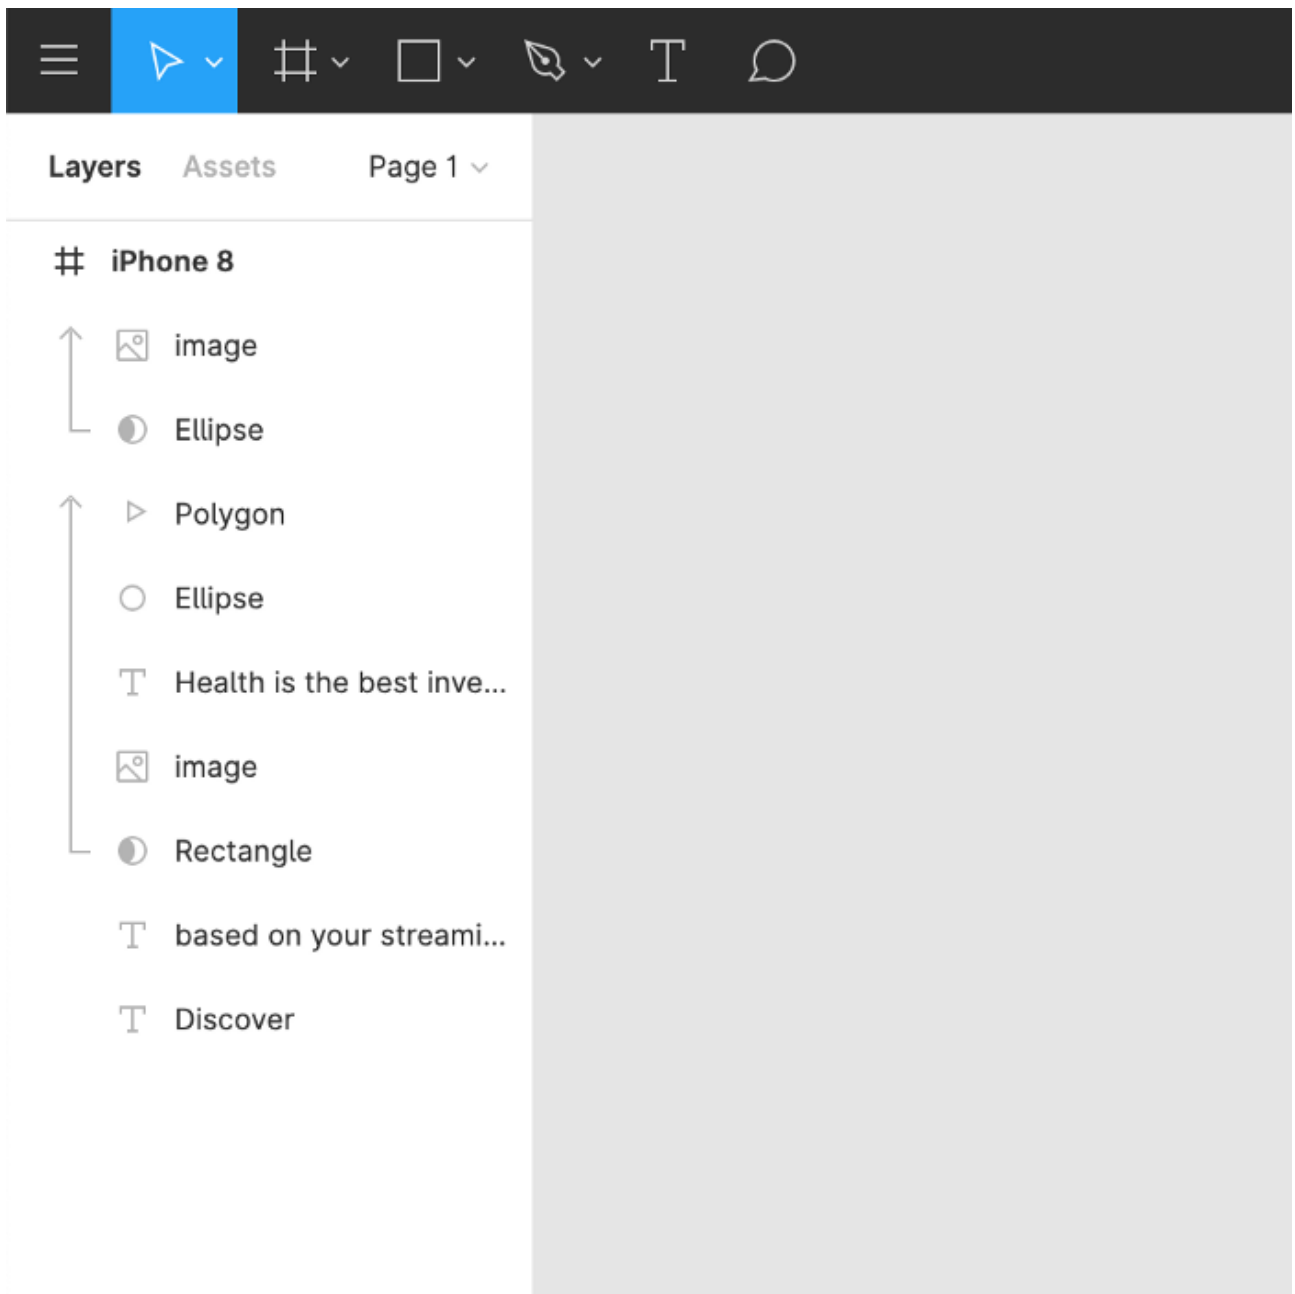 Layers Assets Page 1
iPhone 8
image
Ellipse
Polygon
Ellipse
Health is the best inve...
image
Rectangle
based on your streami...
Discover